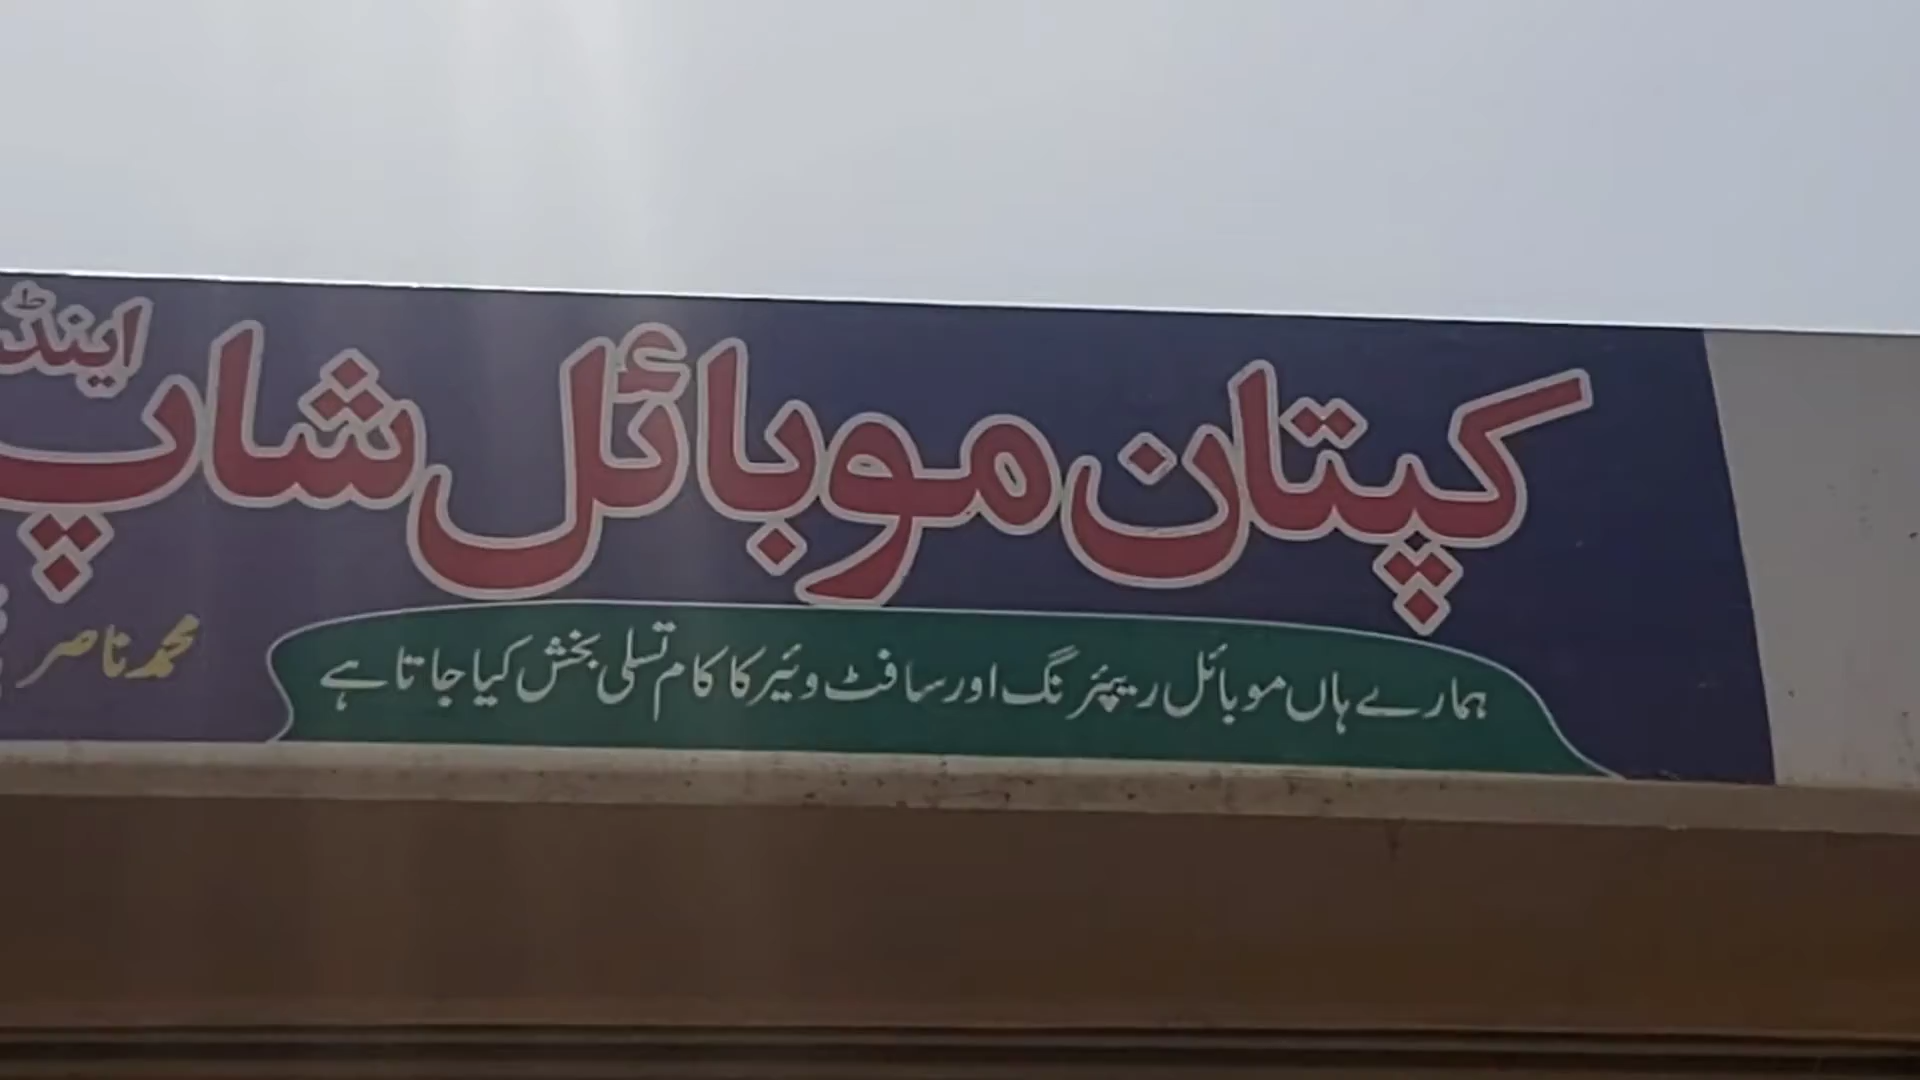 کپتان موبائل شاپ اینڈ
ہمارے ہاں موبائل ریپئرنگ اور سافٹ وئیر کا کام تسلی بخش کیا جاتا ہے
محمد ناصر